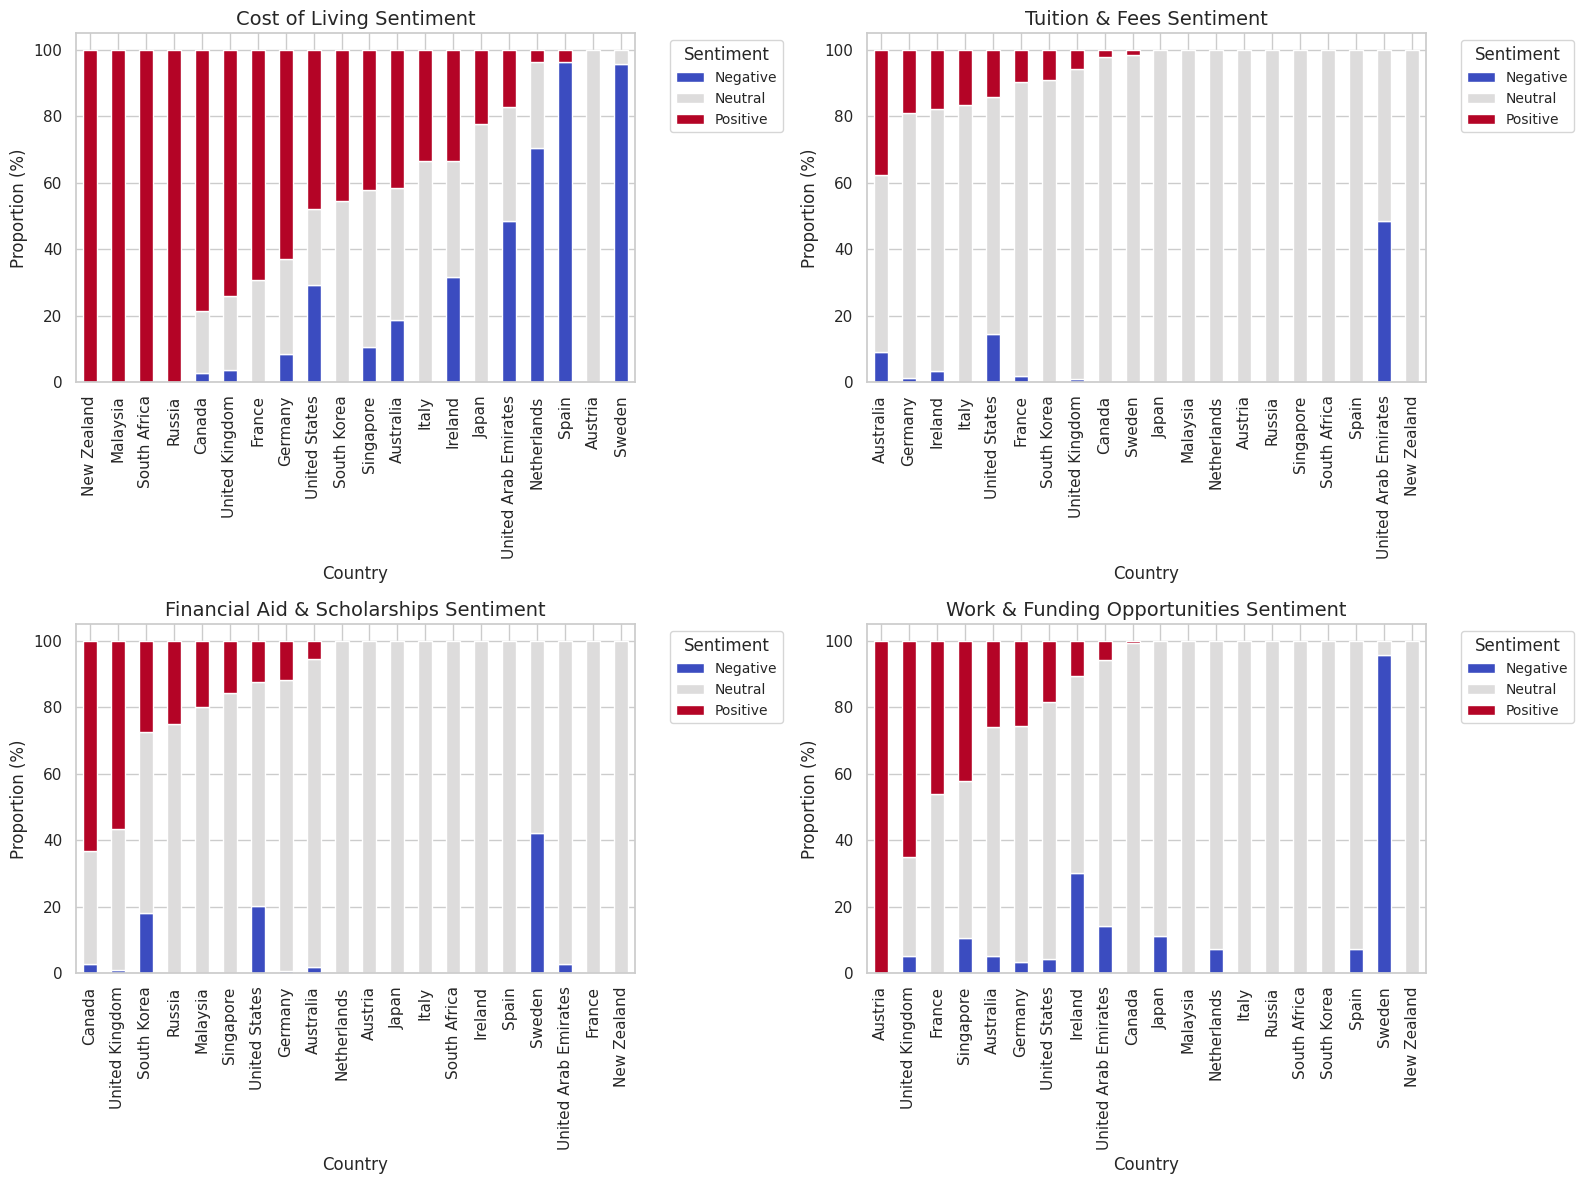 Cost of Living Sentiment
Proportion (%)
100
80
60
40
20
0
New Zealand
Malaysia
South Africa
Russia
Canada
United Kingdom
France
Germany
United States
South Korea
Singapore
Australia
Italy
Ireland
Japan
United Arab Emirates
Netherlands
Spain
Austria
Sweden
Country
Sentiment
Negative
Neutral
Positive
Tuition & Fees Sentiment
Proportion (%)
100
80
60
40
20
0
Australia
Germany
Ireland
Italy
United States
France
South Korea
United Kingdom
Canada
Sweden
Japan
Malaysia
Netherlands
Austria
Russia
Singapore
South Africa
Spain
United Arab Emirates
New Zealand
Country
Sentiment
Negative
Neutral
Positive
Financial Aid & Scholarships Sentiment
Proportion (%)
100
80
60
40
20
0
Canada
United Kingdom
South Korea
Russia
Malaysia
Singapore
United States
Germany
Australia
Netherlands
Austria
Japan
Italy
South Africa
Ireland
Spain
Sweden
United Arab Emirates
France
New Zealand
Country
Sentiment
Negative
Neutral
Positive
Work & Funding Opportunities Sentiment
Proportion (%)
100
80
60
40
20
0
Austria
United Kingdom
France
Singapore
Australia
Germany
United States
Ireland
United Arab Emirates
Canada
Japan
Malaysia
Netherlands
Italy
Russia
South Africa
South Korea
Spain
Sweden
New Zealand
Country
Sentiment
Negative
Neutral
Positive